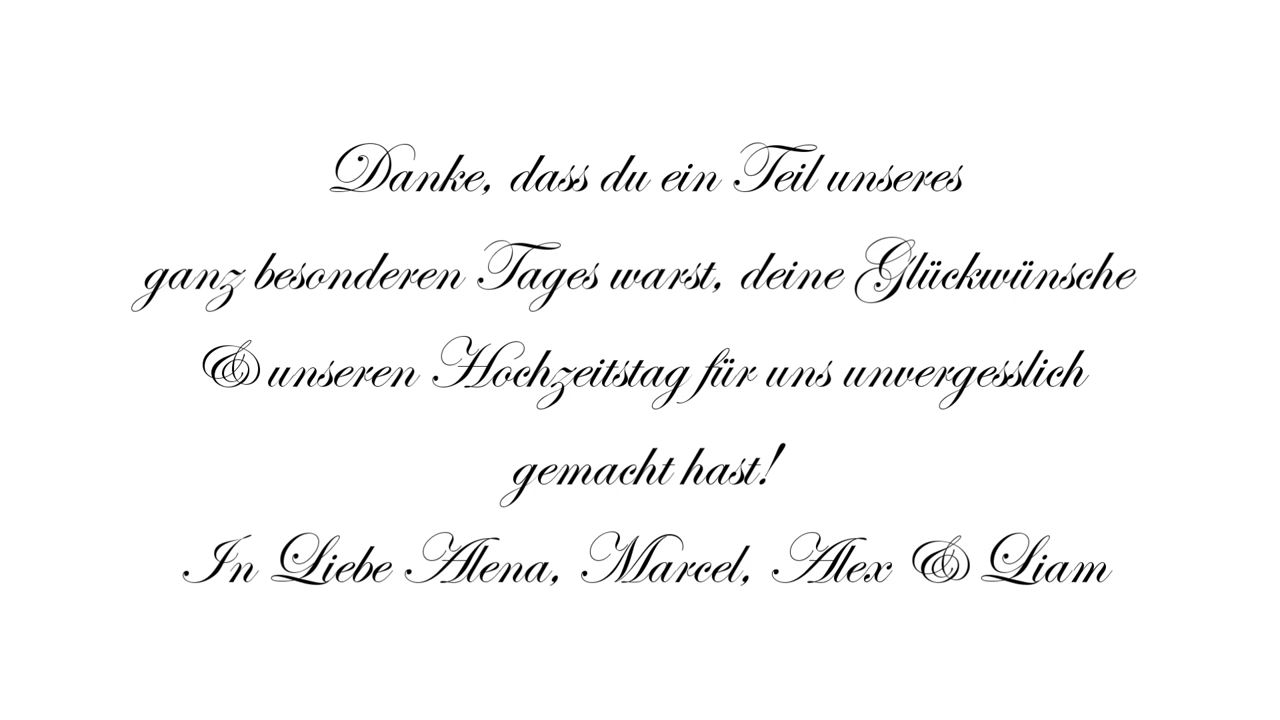 Danke, dass du ein Teil unseres
ganz besonderen Tages warst, deine Glückwünsche
& unseren Hochzeitstag für uns unvergesslich
gemacht hast!
In Liebe Alena, Marcel, Alex & Liam